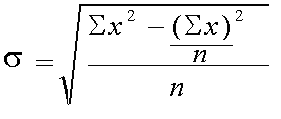 σ = √((Σx² − (Σx)²/n)/n)